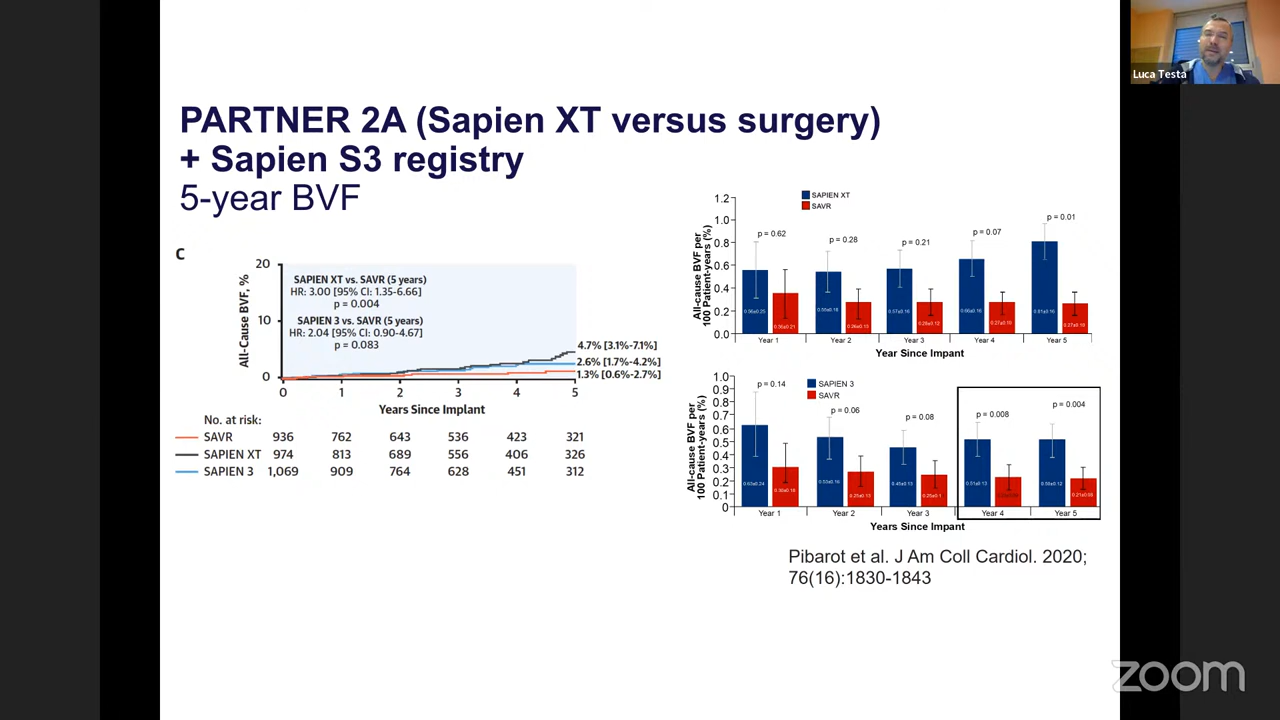 Luca Testa
PARTNER 2A (Sapien XT versus surgery)
+ Sapien S3 registry
5-year BVF
C
All-Cause BVF, %
20
10
0
SAPIEN XT vs. SAVR (5 years)
HR: 3.00 [95% CI: 1.35-6.66]
p = 0.004
SAPIEN 3 vs. SAVR (5 years)
HR: 2.04 [95% CI: 0.90-4.67]
p = 0.083
4.7% [3.1%-7.1%]
2.6% [1.7%-4.2%]
1.3% [0.6%-2.7%]
0 1 2 3 4 5
Years Since Implant
No. at risk:
SAVR 936 762 643 536 423 321
SAPIEN XT 974 813 689 556 406 326
SAPIEN 3 1,069 909 764 628 451 312
All-cause BVF per
100 Patient-years (%)
1.2
1.0
0.8
0.6
0.4
0.2
0.0
SAPIEN XT
SAVR
p = 0.62 p = 0.28 p = 0.21 p = 0.07 p = 0.01
Year 1 Year 2 Year 3 Year 4 Year 5
Year Since Impant
All-cause BVF per
100 Patient-years (%)
1.0
0.9
0.8
0.7
0.6
0.5
0.4
0.3
0.2
0.1
0
SAPIEN 3
SAVR
p = 0.14 p = 0.06 p = 0.08 p = 0.008 p = 0.004
Year 1 Year 2 Year 3 Year 4 Year 5
Years Since Impant
Pibarot et al. J Am Coll Cardiol. 2020;
76(16):1830-1843
zoom